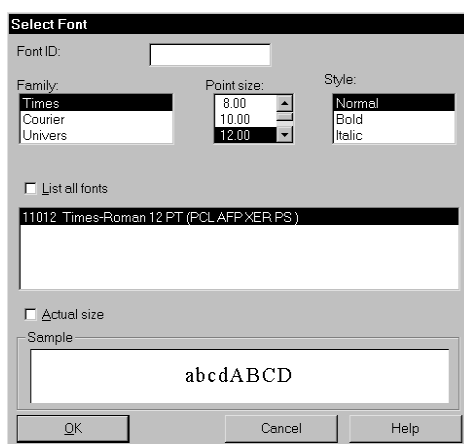 Select Font
Font ID:
Family: Point size: Style:
Times 8.00 Normal
Courier 10.00 Bold
Univers 12.00 Italic
List all fonts
11012 Times-Roman 12 PT (PCL AFP XER PS )
Actual size
Sample
abcdABCD
OK Cancel Help